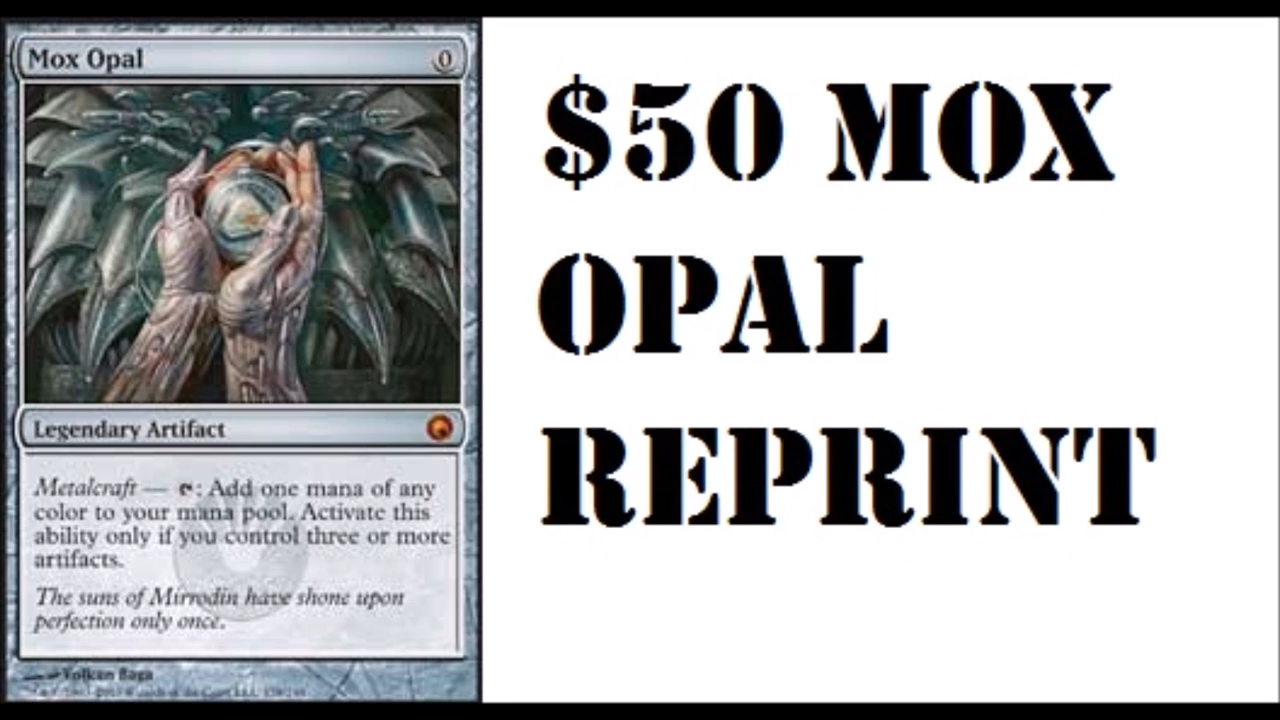 Mox Opal 0
Legendary Artifact
Metalcraft — : Add one mana of any
color to your mana pool. Activate this
ability only if you control three or more
artifacts.
The suns of Mirrodin have shone upon
perfection only once.
Volkan Baga
$50 MOX
OPAL
REPRINT